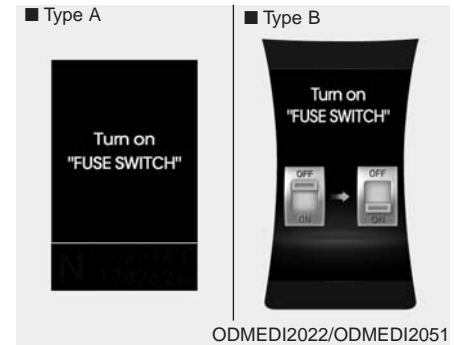 ■ Type A
Turn on
"FUSE SWITCH"
N
■ Type B
Turn on
"FUSE SWITCH"
OFF
ON
OFF
ON
ODMEDI2022/ODMEDI2051